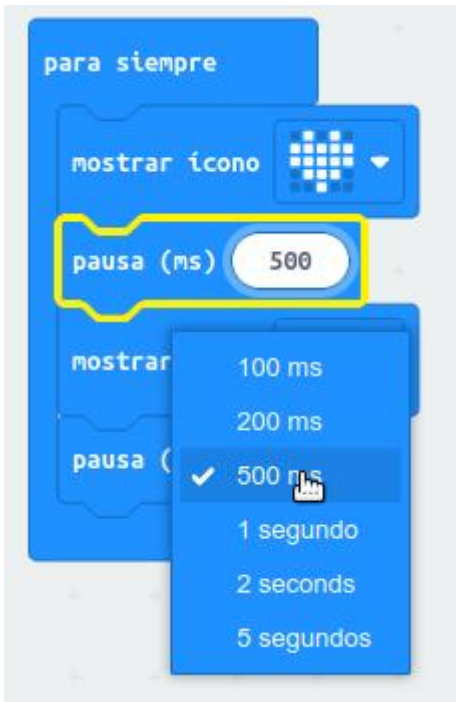 para siempre
mostrar ícono
pausa (ms) 500
mostrar
100 ms
200 ms
pausa (
500 ms
1 segundo
2 seconds
5 segundos